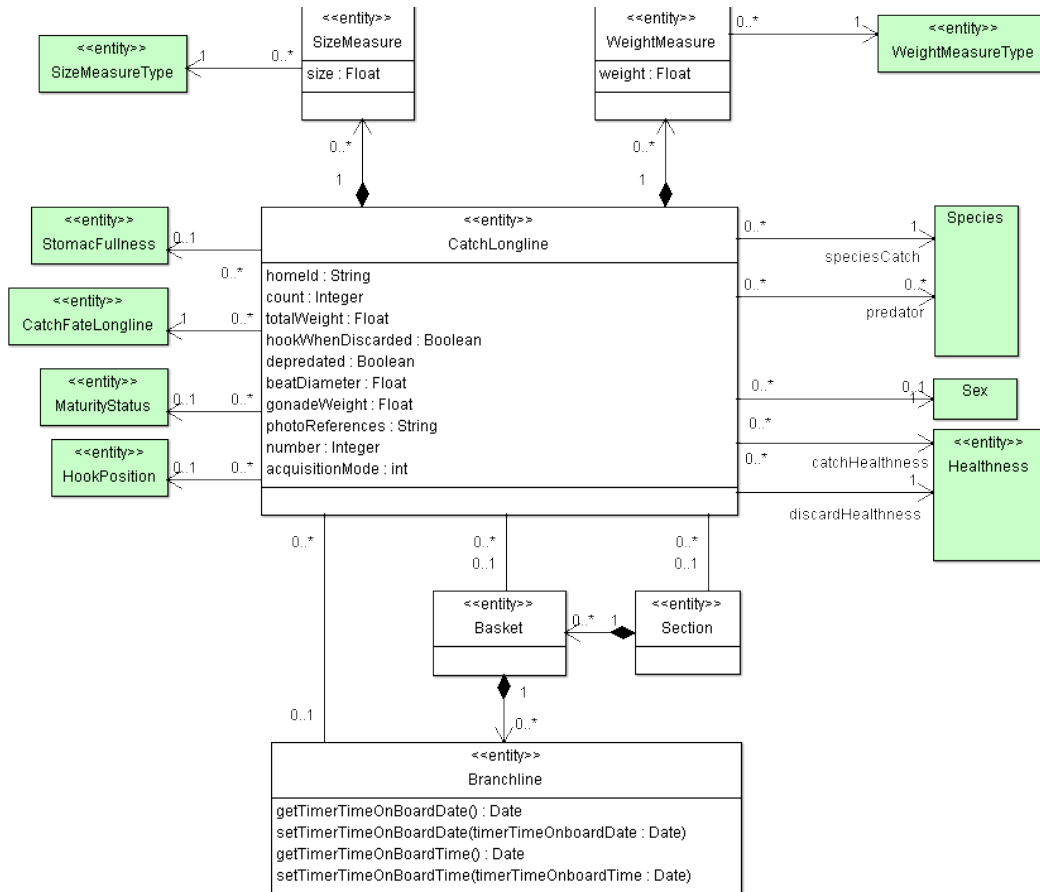 <<entity>>
SizeMeasure
size : Float
<<entity>>
WeightMeasure
weight : Float
<<entity>>
SizeMeasureType
1
0..*
0..*
1
<<entity>>
WeightMeasureType
0..*
1
0..*
1
<<entity>>
StomacFullness
0..1
0..*
<<entity>>
CatchFateLongline
1
0..*
<<entity>>
MaturityStatus
0..1
0..*
<<entity>>
HookPosition
0..1
0..*
<<entity>>
CatchLongline
homeId : String
count : Integer
totalWeight : Float
hookWhenDiscarded : Boolean
depredated : Boolean
beatDiameter : Float
gonadeWeight : Float
photoReferences : String
number : Integer
acquisitionMode : int
0..*
1
speciesCatch
0..*
0..*
predator
Species
0..*
0..1
1
Sex
0..*
catchHealthness
0..*
1
discardHealthness
<<entity>>
Healthness
0..*
0..*
0..1
0..*
0..1
<<entity>>
Basket
0..*
1
<<entity>>
Section
1
0..*
0..1
<<entity>>
Branchline
getTimerTimeOnBoardDate() : Date
setTimerTimeOnBoardDate(timerTimeOnboardDate : Date)
getTimerTimeOnBoardTime() : Date
setTimerTimeOnBoardTime(timerTimeOnboardTime : Date)